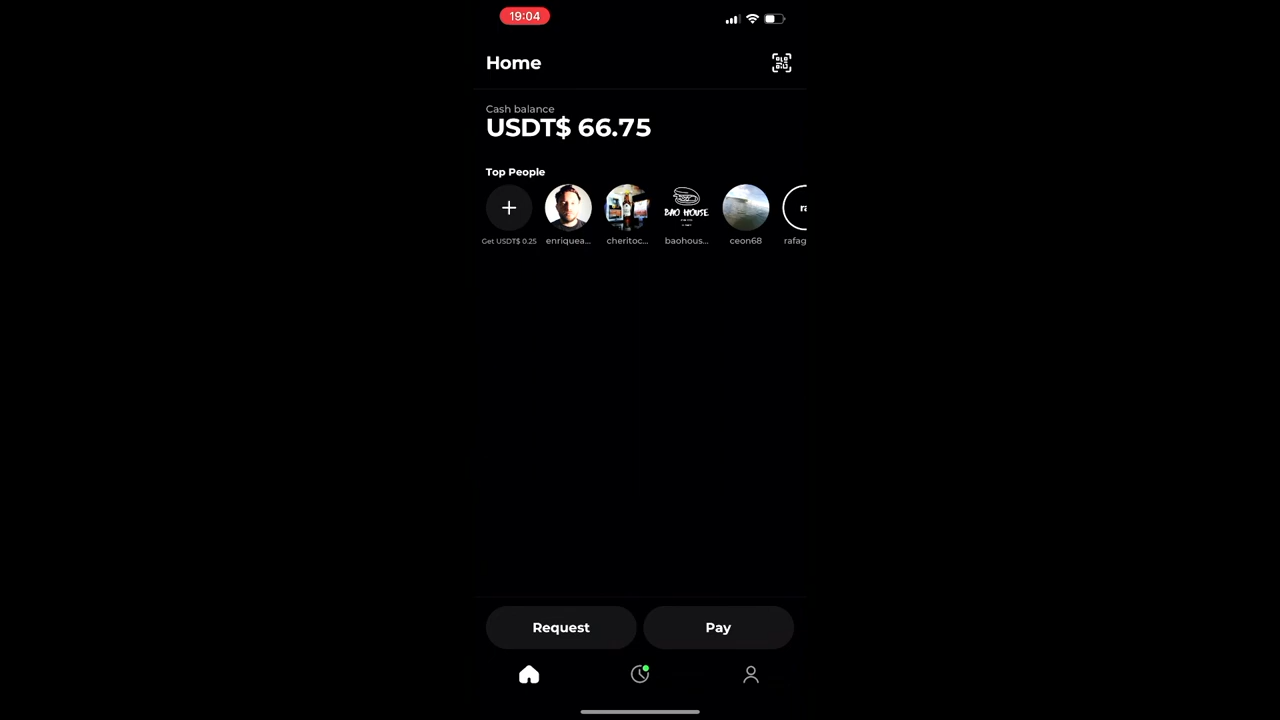 19:04
Home
Cash balance
USDT$ 66.75
Top People
Get USDT$ 0.25
enriquea...
cheritoc...
BAO HOUSE
baohous...
ceon68
ra
rafag
Request
Pay